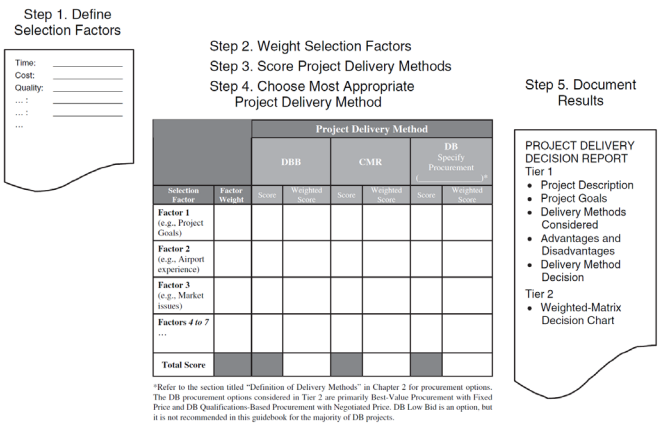 Step 1. Define
Selection Factors
Time:
Cost:
Quality:
... :
... :
...
Step 2. Weight Selection Factors
Step 3. Score Project Delivery Methods
Step 4. Choose Most Appropriate
Project Delivery Method
Project Delivery Method
DBB
CMR
DB
Specify
Procurement
(____________)*
Selection
Factor
Factor
Weight
Score
Weighted
Score
Score
Weighted
Score
Score
Weighted
Score
Factor 1
(e.g., Project
Goals)
Factor 2
(e.g., Airport
experience)
Factor 3
(e.g., Market
issues)
Factors 4 to 7
...
Total Score
*Refer to the section titled “Definition of Delivery Methods” in Chapter 2 for procurement options.
The DB procurement options considered in Tier 2 are primarily Best-Value Procurement with Fixed
Price and DB Qualifications-Based Procurement with Negotiated Price. DB Low Bid is an option, but
it is not recommended in this guidebook for the majority of DB projects.
Step 5. Document
Results
PROJECT DELIVERY
DECISION REPORT
Tier 1
• Project Description
• Project Goals
• Delivery Methods
Considered
• Advantages and
Disadvantages
• Delivery Method
Decision
Tier 2
• Weighted-Matrix
Decision Chart